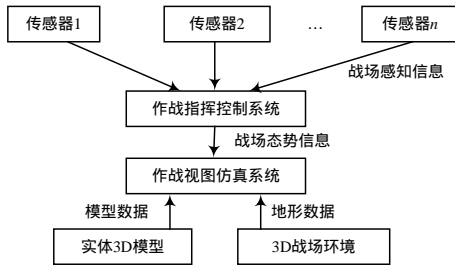 传感器1
传感器2
…
传感器n
战场感知信息
作战指挥控制系统
战场态势信息
作战视图仿真系统
模型数据
地形数据
实体3D模型
3D战场环境